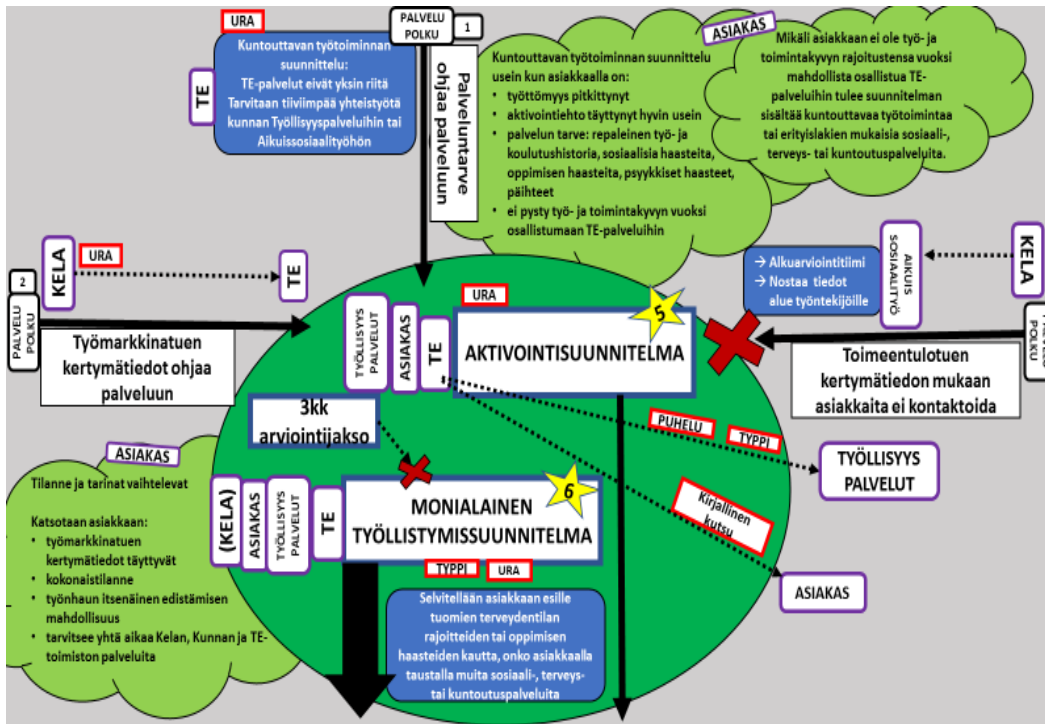 URA
PALVELU
POLKU
1
TE
Kuntouttavan työtoiminnan
suunnittelu:
TE-palvelut eivät yksin riitä
Tarvitaan tiiviimpää yhteistyötä
kunnan Työllisyyspalveluihin tai
Aikuissosiaalityöhön
Palveluntarve
ohjaa palveluun
Kuntouttavan työtoiminnan suunnittelu
usein kun asiakkaalla on:
• työttömyys pitkittynyt
• aktivointiehto täyttynyt hyvin usein
• palvelun tarve: repaleinen työ- ja
koulutushistoria, sosiaalisia haasteita,
oppimisen haasteita, psyykkiset haasteet,
päihteet
• ei pysty työ- ja toimintakyvyn vuoksi
osallistumaan TE-palveluihin
ASIAKAS
Mikäli asiakkaan ei ole työ- ja
toimintakyvyn rajoitustensa vuoksi
mahdollista osallistua TE-
palveluihin tulee suunnitelman
sisältää kuntouttavaa työtoimintaa
tai erityislakien mukaisia sosiaali-,
terveys- tai kuntoutuspalveluita.
2
PALVELU
POLKU
KELA
URA
TE
Työmarkkinatuen
kertymätiedot ohjaa
palveluun
→ Alkuarviointitiimi
→ Nostaa tiedot
alue työntekijöille
AIKUIS
SOSIAALITYÖ
KELA
POLKU
Toimeentulotuen
kertymätiedon mukaan
asiakkaita ei kontaktoida
URA
5
TYÖLLISYYS
PALVELUT
ASIAKAS
TE
AKTIVOINTISUUNNITELMA
3kk
arviointijakso
PUHELU
TYPPI
TYÖLLISYYS
PALVELUT
Kirjallinen
kutsu
ASIAKAS
ASIAKAS
Tilanne ja tarinat vaihtelevat
Katsotaan asiakkaan:
• työmarkkinatuen
kertymätiedot täyttyvät
• kokonaistilanne
• työnhaun itsenäinen edistämisen
mahdollisuus
• tarvitsee yhtä aikaa Kelan, Kunnan ja TE-
toimiston palveluita
(KELA)
ASIAKAS
TYÖLLISYYS
PALVELUT
TE
6
MONIALAINEN
TYÖLLISTYMISSUUNNITELMA
TYPPI
URA
Selvitellään asiakkaan esille
tuomien terveydentilan
rajoitteiden tai oppimisen
haasteiden kautta, onko asiakkaalla
taustalla muita sosiaali-, terveys-
tai kuntoutuspalveluita